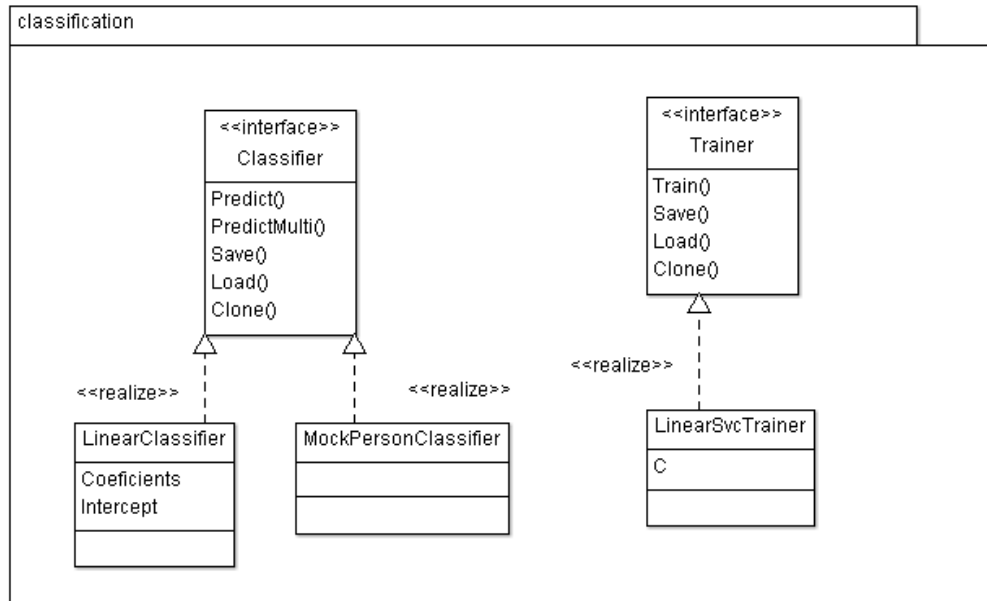 classification
<<interface>>
Classifier
Predict()
PredictMulti()
Save()
Load()
Clone()
<<interface>>
Trainer
Train()
Save()
Load()
Clone()
<<realize>>
<<realize>>
<<realize>>
LinearClassifier
Coeficients
Intercept
MockPersonClassifier
LinearSvcTrainer
C